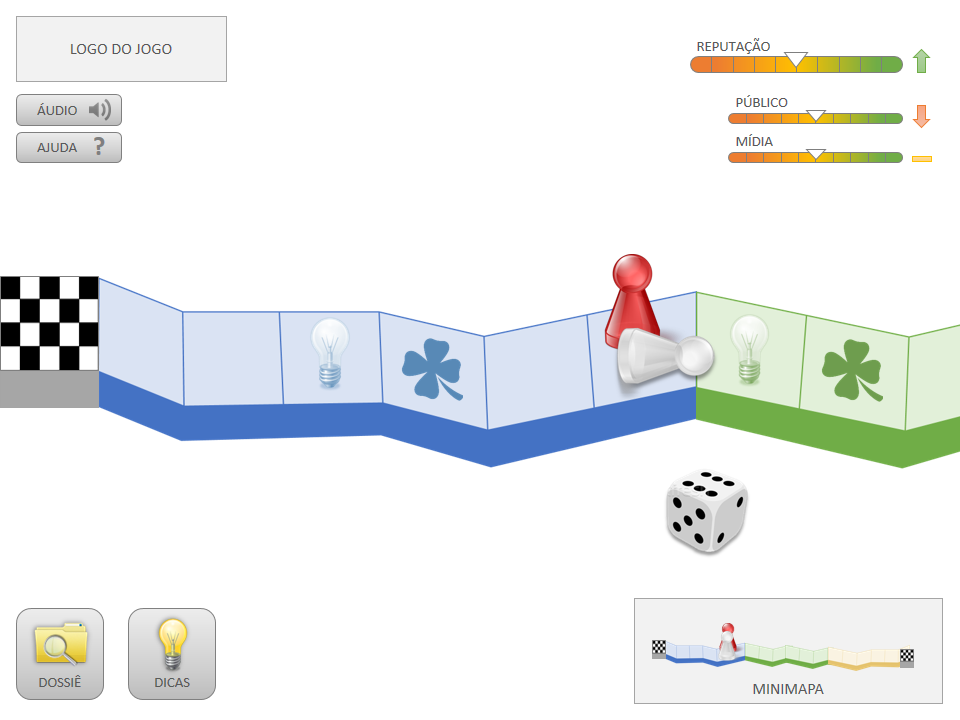 LOGO DO JOGO
REPUTAÇÃO
ÁUDIO
PÚBLICO
AJUDA ?
MÍDIA
DOSSIÊ
DICAS
MINIMAPA